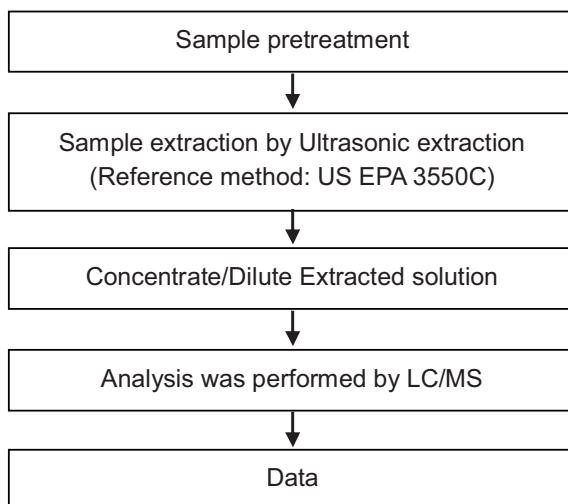 Sample pretreatment
Sample extraction by Ultrasonic extraction
(Reference method: US EPA 3550C)
Concentrate/Dilute Extracted solution
Analysis was performed by LC/MS
Data